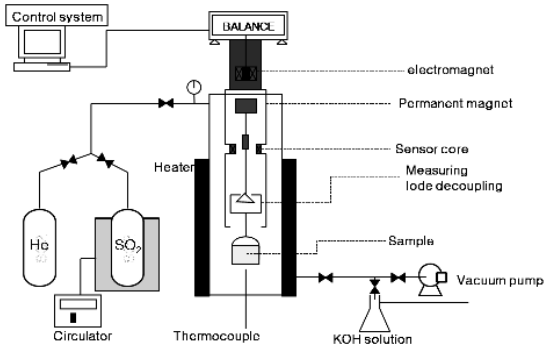 Control system
BALANCE
electromagnet
Permanent magnet
Sensor core
Heater
Measuring
lode decoupling
He
SO2
Sample
Vacuum pump
Circulator
Thermocouple
KOH solution